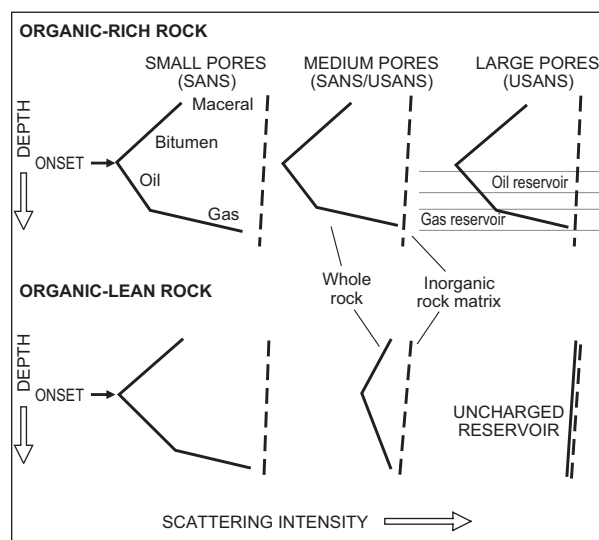 ORGANIC-RICH ROCK
SMALL PORES
(SANS)
MEDIUM PORES
(SANS/USANS)
LARGE PORES
(USANS)
DEPTH
Maceral
Bitumen
ONSET
Oil
Gas
Oil reservoir
Gas reservoir
Whole
rock
Inorganic
rock matrix
ORGANIC-LEAN ROCK
DEPTH
ONSET
UNCHARGED
RESERVOIR
SCATTERING INTENSITY